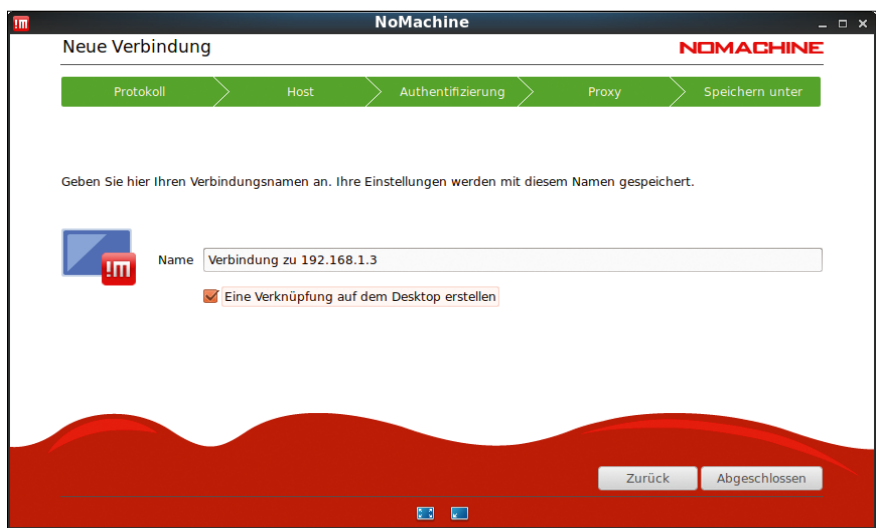 !m NoMachine
Neue Verbindung NOMACHINE
Protokoll Host Authentifizierung Proxy Speichern unter
Geben Sie hier Ihren Verbindungsnamen an. Ihre Einstellungen werden mit diesem Namen gespeichert.
!m Name Verbindung zu 192.168.1.3
Eine Verknüpfung auf dem Desktop erstellen
Zurück Abgeschlossen